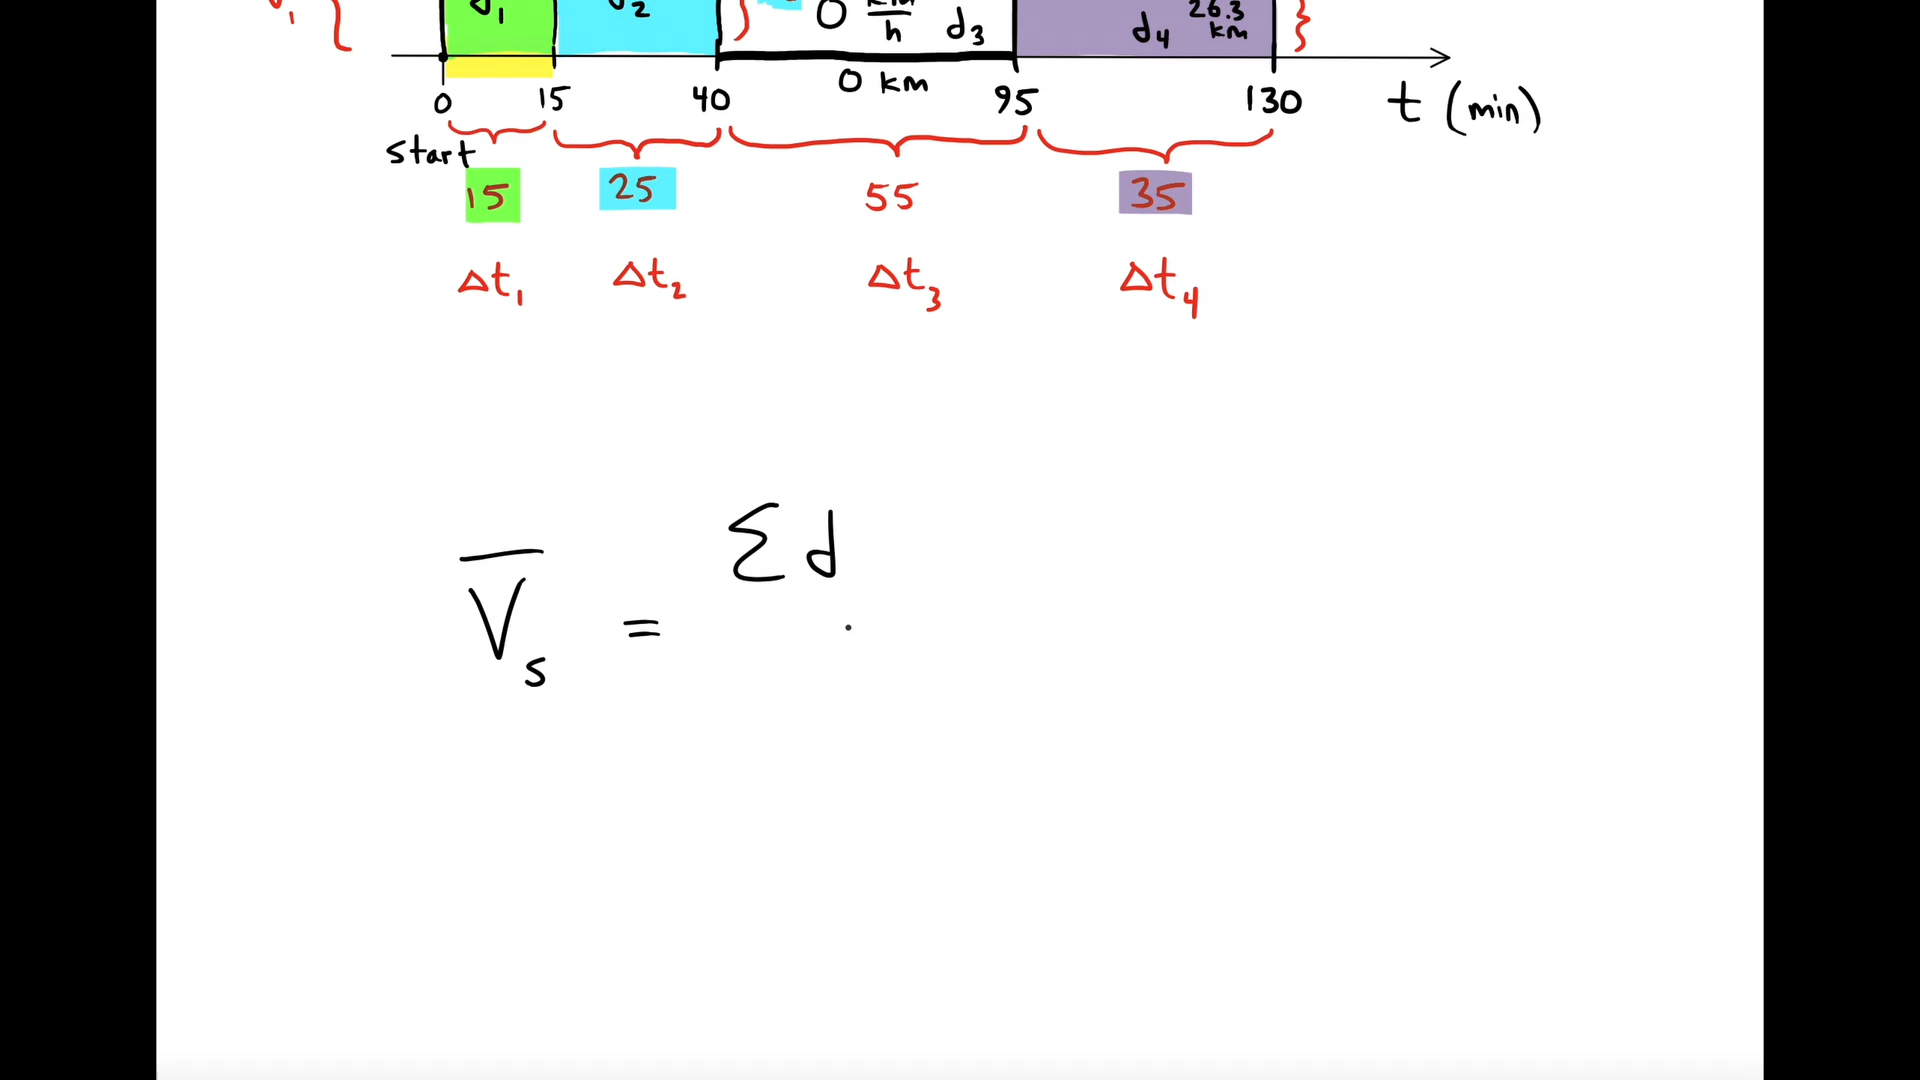 0 km/h d3 d4 26.3 km
0 km
0 15 40 95 130 t (min)
start
15 25 55 35
Δt1 Δt2 Δt3 Δt4
V̅s = Σd